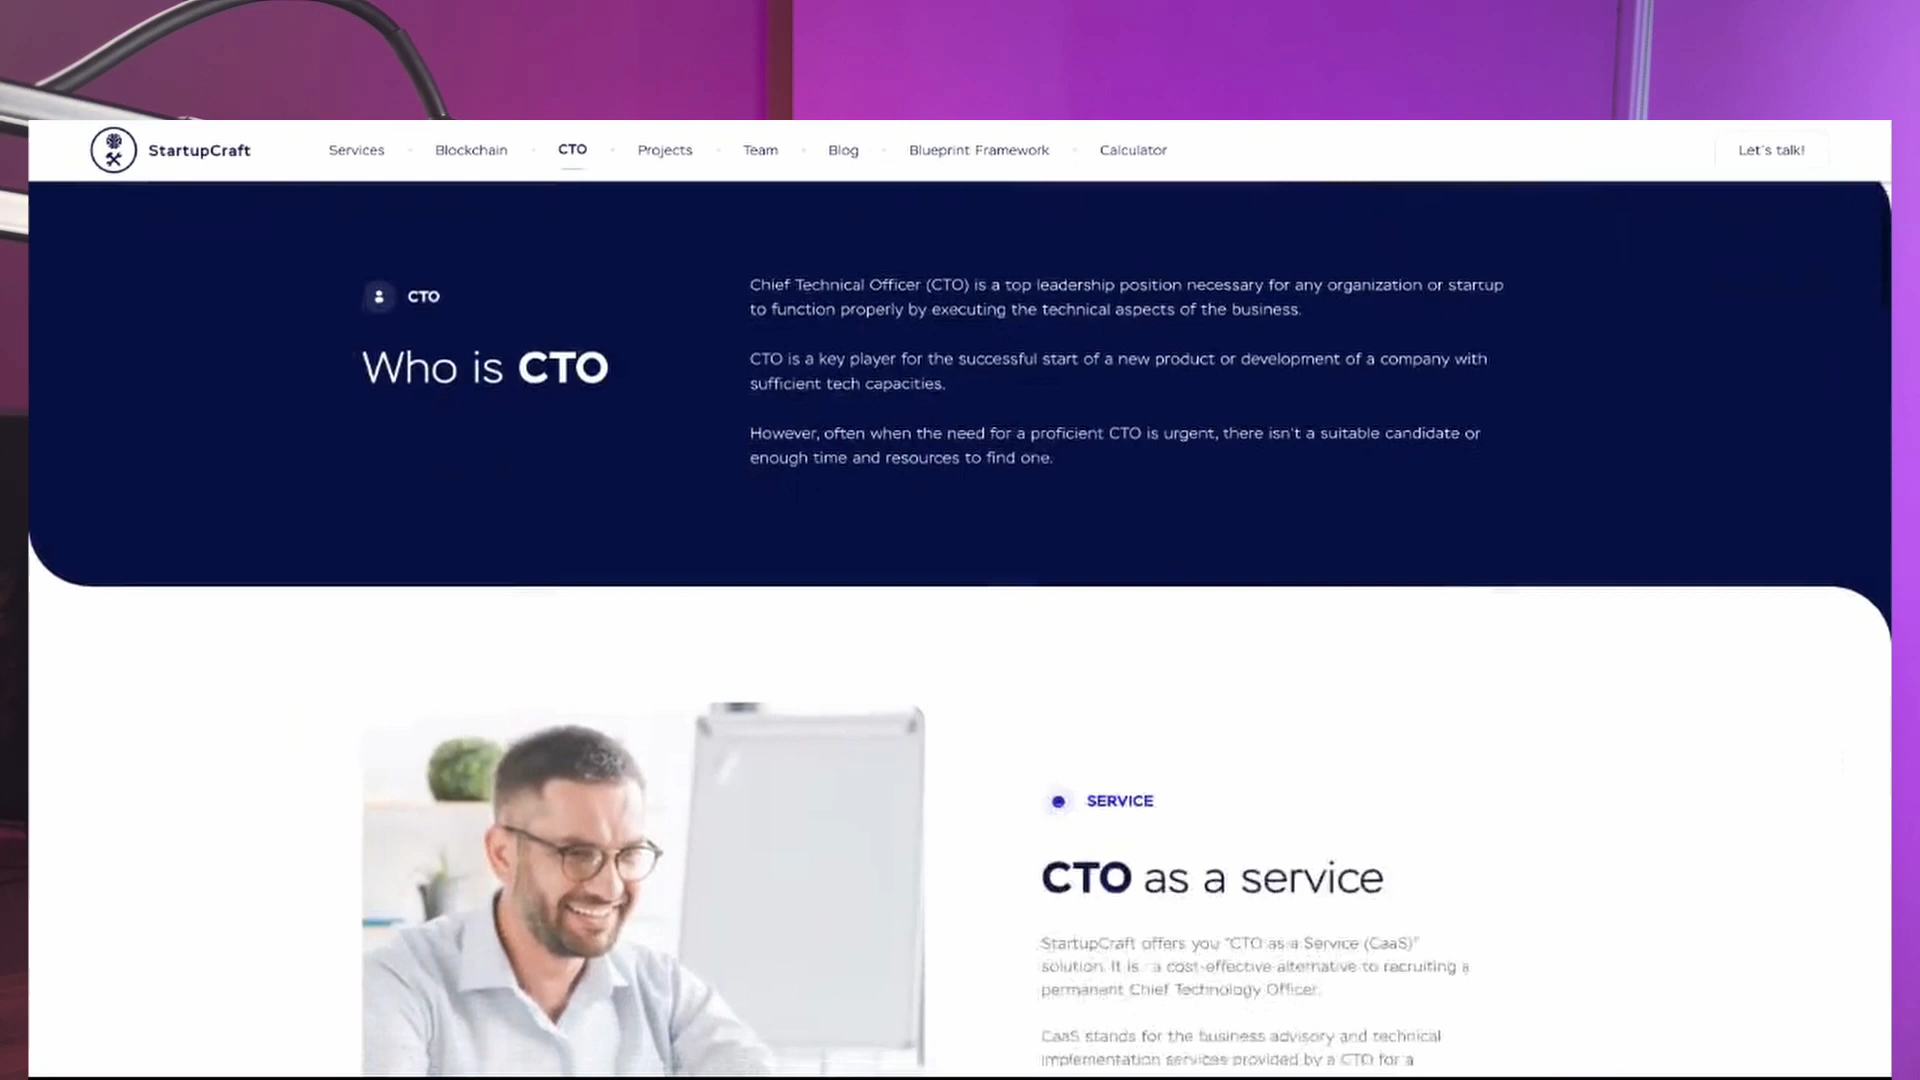 StartupCraft
Services
Blockchain
CTO
Projects
Team
Blog
Blueprint Framework
Calculator
Let's talk!
CTO
Who is CTO
Chief Technical Officer (CTO) is a top leadership position necessary for any organization or startup
to function properly by executing the technical aspects of the business.
CTO is a key player for the successful start of a new product or development of a company with
sufficient tech capacities.
However, often when the need for a proficient CTO is urgent, there isn't a suitable candidate or
enough time and resources to find one.
SERVICE
CTO as a service
StartupCraft offers you "CTO as a Service (CaaS)"
solution. It is a cost-effective alternative to recruiting a
permanent Chief Technology Officer.
CaaS stands for the business advisory and technical
implementation services provided by a CTO for a